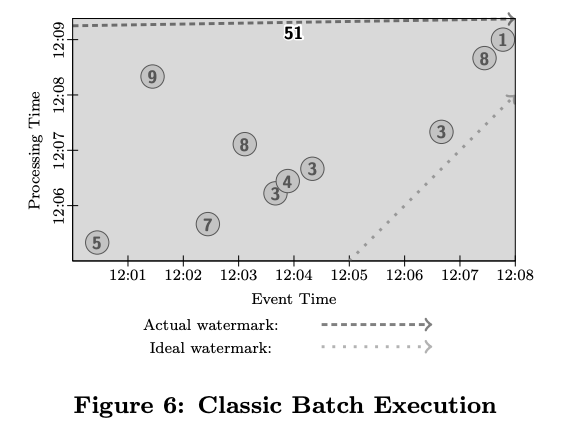 12:09
51
1
8
9
12:08
3
12:07
8
3
4
3
12:06
7
5
Processing Time
12:01 12:02 12:03 12:04 12:05 12:06 12:07 12:08
Event Time
Actual watermark:
Ideal watermark:
Figure 6: Classic Batch Execution